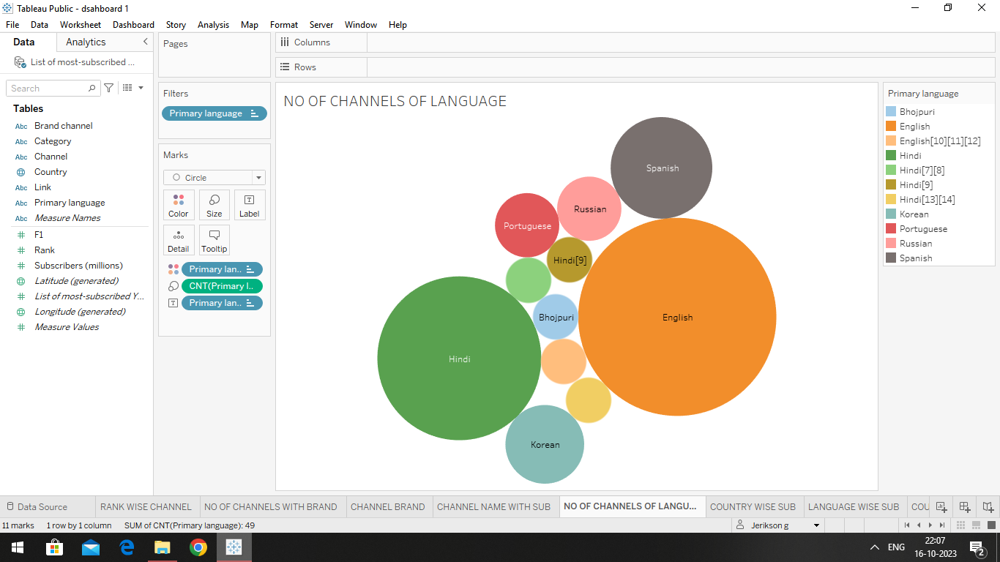 Tableau Public - dsahboard 1
File Data Worksheet Dashboard Story Analysis Map Format Server Window Help
Data Analytics
List of most-subscribed ...
Search
Tables
Abc Brand channel
Abc Category
Abc Channel
Country
Abc Link
Abc Primary language
Abc Measure Names
F1
Rank
Subscribers (millions)
Latitude (generated)
List of most-subscribed Y...
Longitude (generated)
Measure Values
Pages
Filters
Primary language
Marks
Circle
Color Size Label
Detail Tooltip
Primary lan..
CNT(Primary l..
Primary lan..
Columns
Rows
NO OF CHANNELS OF LANGUAGE
Spanish
Russian
Portuguese
Hindi[9]
Bhojpuri
English
Hindi
Korean
Primary language
Bhojpuri
English
English[10][11][12]
Hindi
Hindi[7][8]
Hindi[9]
Hindi[13][14]
Korean
Portuguese
Russian
Spanish
Data Source RANK WISE CHANNEL NO OF CHANNELS WITH BRAND CHANNEL BRAND CHANNEL NAME WITH SUB NO OF CHANNELS OF LANGU... COUNTRY WISE SUB LANGUAGE WISE SUB COU
11 marks 1 row by 1 column SUM of CNT(Primary language): 49 Jerikson g
ENG 22:07
16-10-2023 2